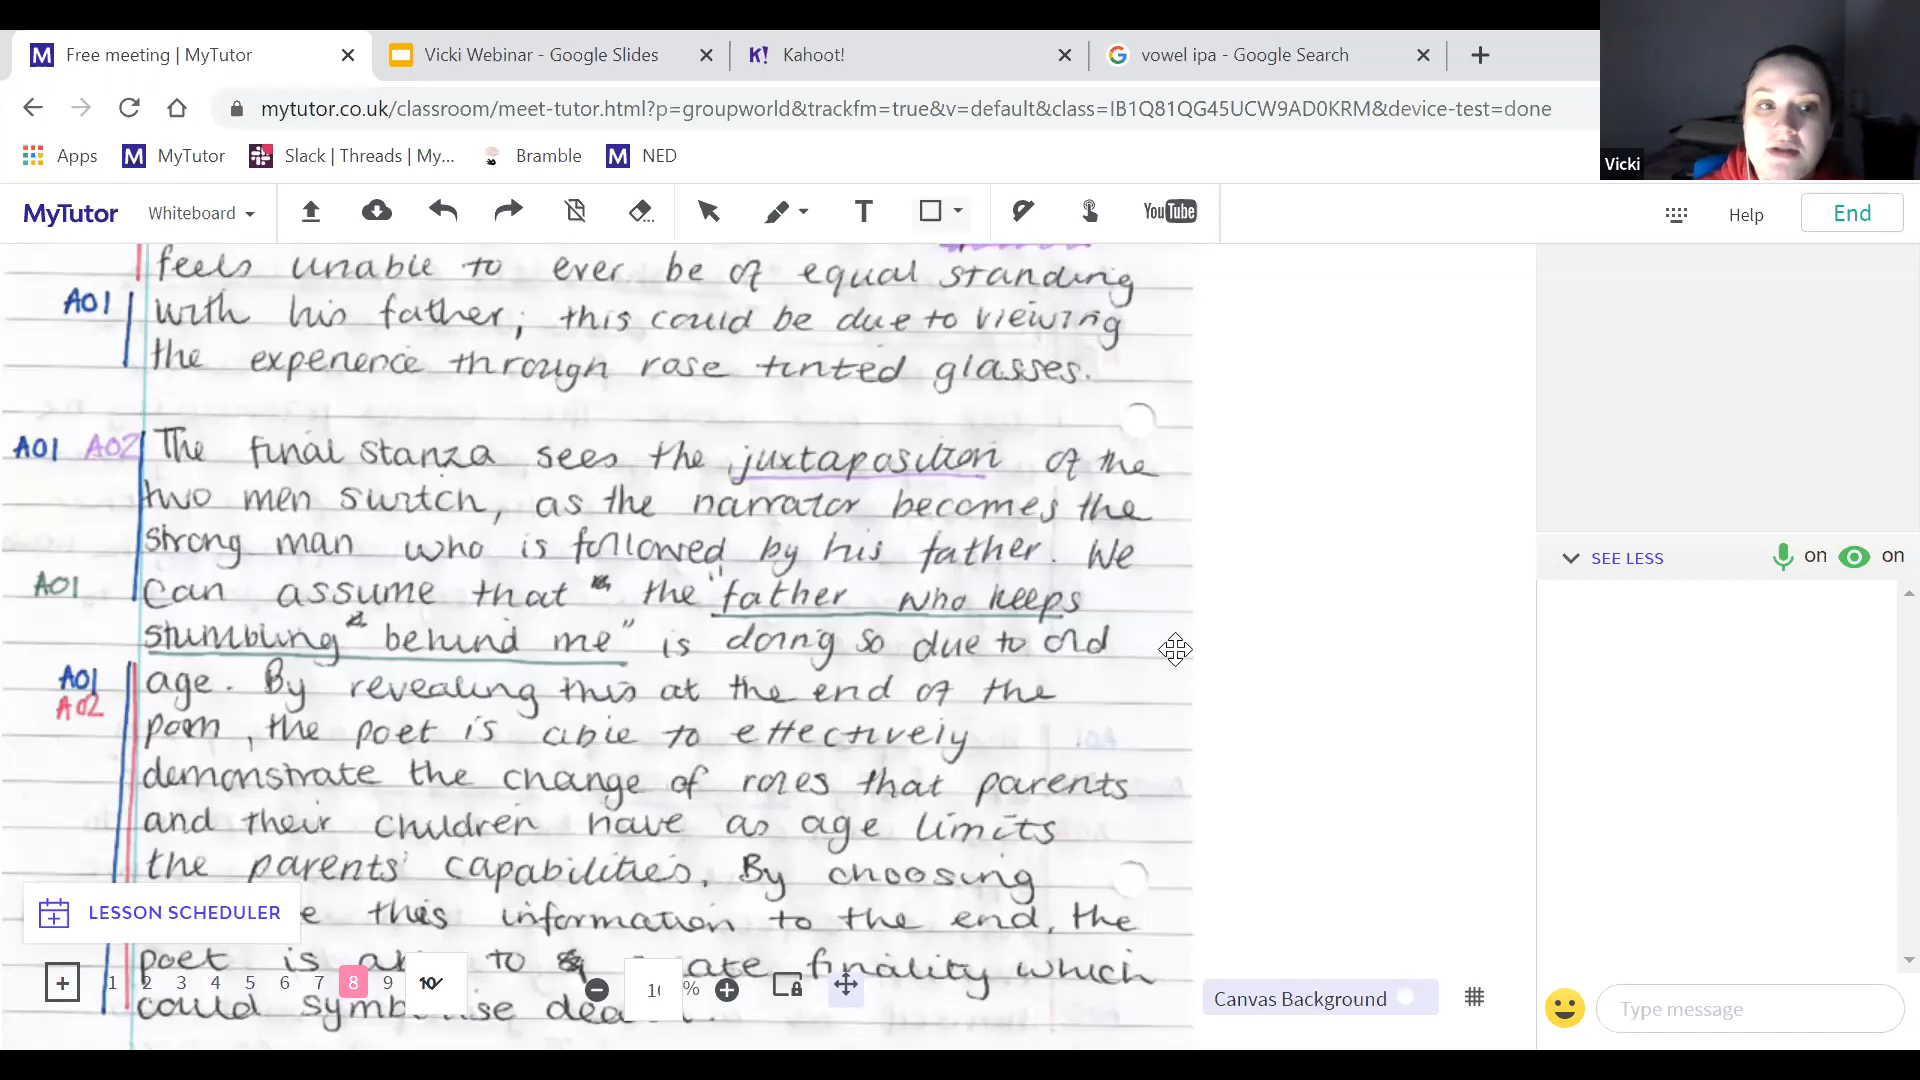 Free meeting | MyTutor
Vicki Webinar - Google Slides
K! Kahoot!
vowel ipa - Google Search
mytutor.co.uk/classroom/meet-tutor.html?p=groupworld&trackfm=true&v=default&class=IB1Q81QG45UCW9AD0KRM&device-test=done
Apps
MyTutor
Slack | Threads | My...
Bramble
NED
Vicki
MyTutor
Whiteboard
T
YouTube
Help
End
feels unable to ever be of equal standing
AO1 with his father; this could be due to viewing
the experience through rose tinted glasses.
AO1 AO2 The final stanza sees the juxtaposition of the
two men switch, as the narrator becomes the
strong man who is followed by his father. We
AO1 can assume that the "father who keeps
stumbling behind me" is doing so due to old
AO1 age. By revealing this at the end of the
AO2 poem, the poet is able to effectively
demonstrate the change of roles that parents
and their children have as age limits
the parents' capabilities. By choosing
this information to the end, the
poet is to finality which
could
SEE LESS
on
on
LESSON SCHEDULER
1 2 3 4 5 6 7 8 9 10
%
Canvas Background
Type message